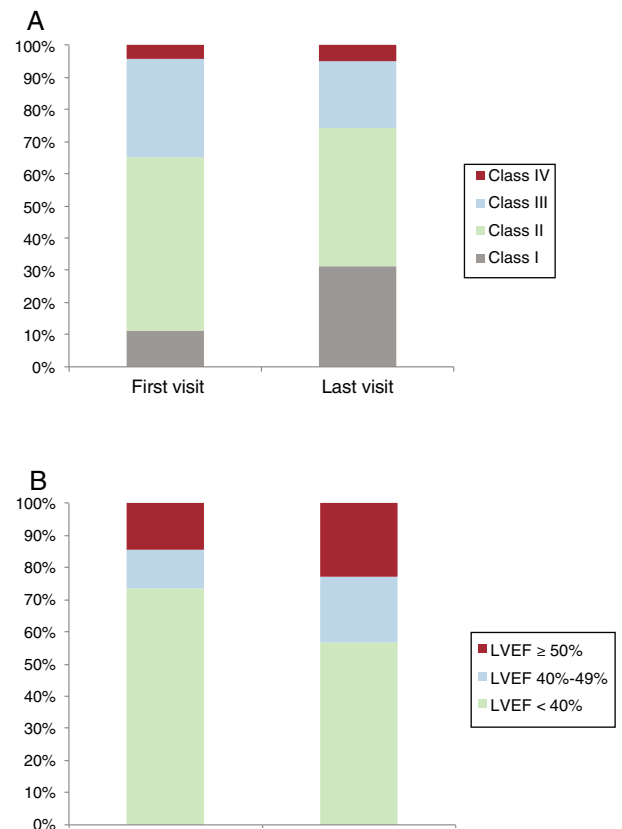 A
100%
90%
80%
70%
60%
50%
40%
30%
20%
10%
0%
First visit
Last visit
Class IV
Class III
Class II
Class I
B
100%
90%
80%
70%
60%
50%
40%
30%
20%
10%
0%
LVEF ≥ 50%
LVEF 40%-49%
LVEF < 40%